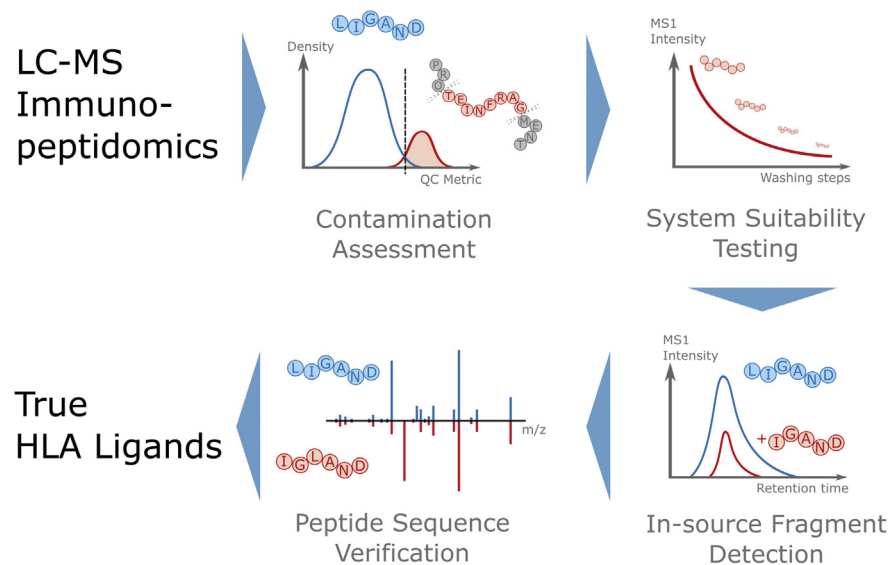 LC-MS
Immuno-
peptidomics
LIGAND
Density
PROTEINFRAGMENT
QC Metric
Contamination
Assessment
MS1
Intensity
Washing steps
System Suitability
Testing
MS1
Intensity
LIGAND
+IGAND
Retention time
In-source Fragment
Detection
LIGAND
m/z
IGLAND
Peptide Sequence
Verification
True
HLA Ligands